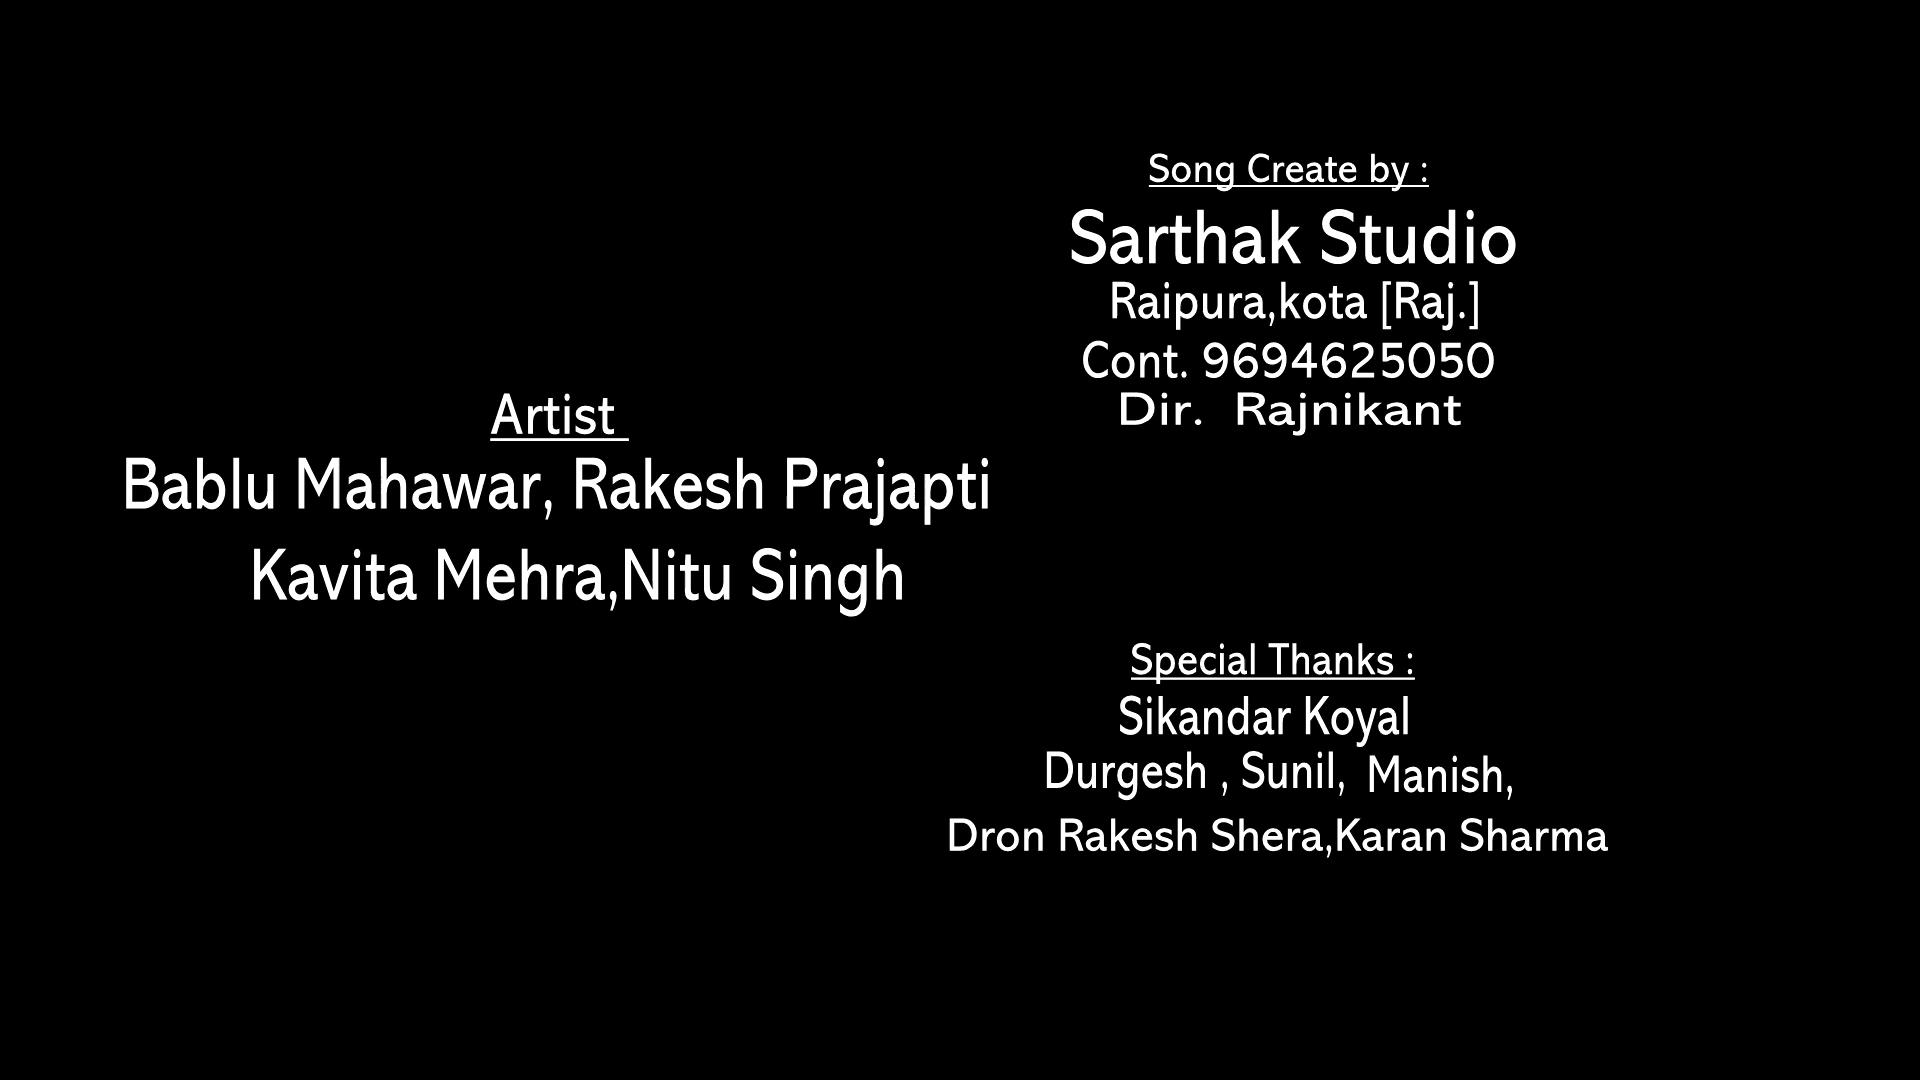 Artist
Bablu Mahawar, Rakesh Prajapti
Kavita Mehra,Nitu Singh
Song Create by :
Sarthak Studio
Raipura,kota [Raj.]
Cont. 9694625050
Dir. Rajnikant
Special Thanks :
Sikandar Koyal
Durgesh , Sunil, Manish,
Dron Rakesh Shera,Karan Sharma